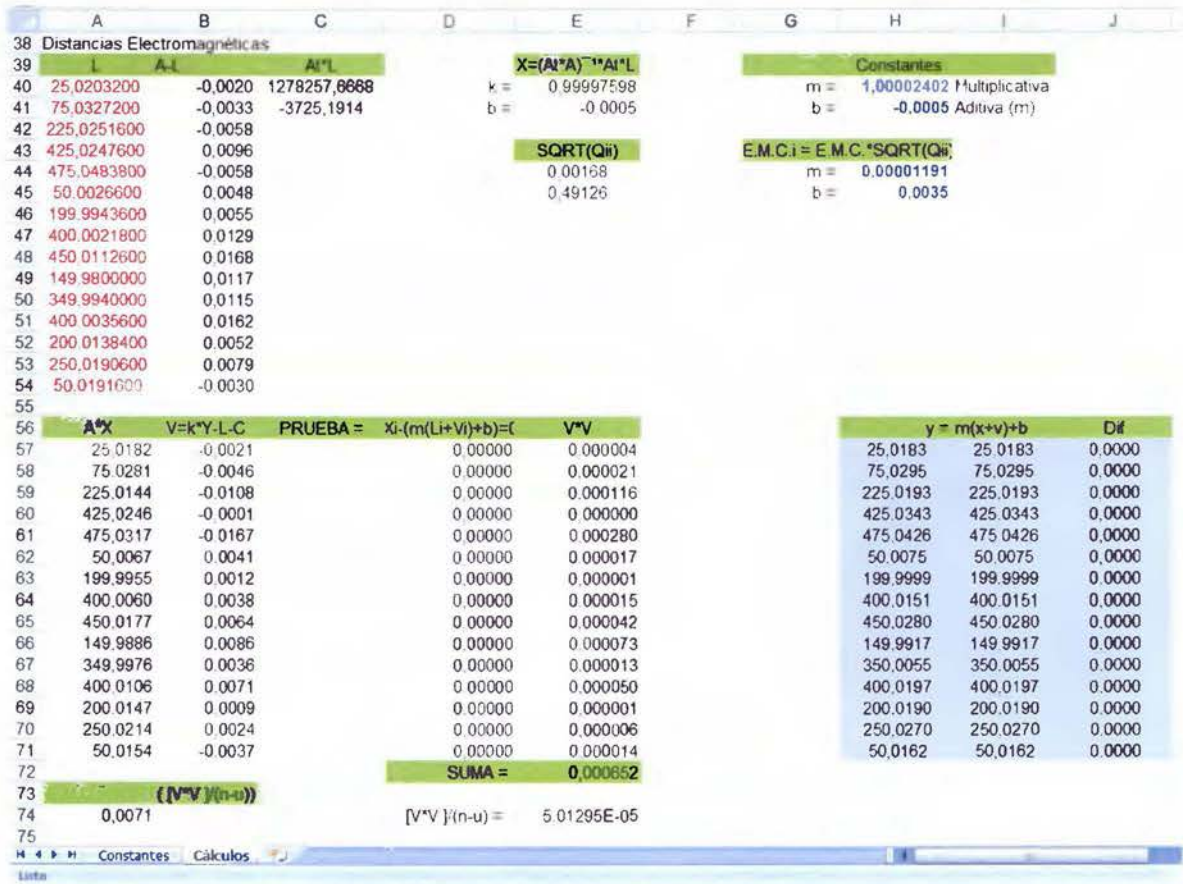 A B C D E F G H I J
38 Distancias Electromagnéticas
39 L A-L At*L X=(At*A)⁻¹*At*L Constantes
40 25,0203200 -0,0020 1278257,6668 k = 0,99997598 m = 1,00002402 Multiplicativa
41 75,0327200 -0,0033 -3725,1914 b = -0,0005 b = -0,0005 Aditiva (m)
42 225,0251600 -0,0058
43 425,0247600 0,0096 SQRT(Qii) E.M.C.i = E.M.C.*SQRT(Qii)
44 475,0483800 -0,0058 0,00168 m = 0,00001191
45 50,0026600 0,0048 0,49126 b = 0,0035
46 199,9943600 0,0055
47 400,0021800 0,0129
48 450,0112600 0,0168
49 149,9800000 0,0117
50 349,9940000 0,0115
51 400,0035600 0,0162
52 200,0138400 0,0052
53 250,0190600 0,0079
54 50,0191600 -0,0030
55
56 A*X V=k*Y-L-C PRUEBA = Xi-(m(Li+Vi)+b)=( V*V y = m(x+v)+b Dif
57 25,0182 -0,0021 0,00000 0,000004 25,0183 25,0183 0,0000
58 75,0281 -0,0046 0,00000 0,000021 75,0295 75,0295 0,0000
59 225,0144 -0,0108 0,00000 0,000116 225,0193 225,0193 0,0000
60 425,0246 -0,0001 0,00000 0,000000 425,0343 425,0343 0,0000
61 475,0317 -0,0167 0,00000 0,000280 475,0426 475,0426 0,0000
62 50,0067 0,0041 0,00000 0,000017 50,0075 50,0075 0,0000
63 199,9955 0,0012 0,00000 0,000001 199,9999 199,9999 0,0000
64 400,0060 0,0038 0,00000 0,000015 400,0151 400,0151 0,0000
65 450,0177 0,0064 0,00000 0,000042 450,0280 450,0280 0,0000
66 149,9886 0,0086 0,00000 0,000073 149,9917 149,9917 0,0000
67 349,9976 0,0036 0,00000 0,000013 350,0055 350,0055 0,0000
68 400,0106 0,0071 0,00000 0,000050 400,0197 400,0197 0,0000
69 200,0147 0,0009 0,00000 0,000001 200,0190 200,0190 0,0000
70 250,0214 0,0024 0,00000 0,000006 250,0270 250,0270 0,0000
71 50,0154 -0,0037 0,00000 0,000014 50,0162 50,0162 0,0000
72 SUMA = 0,000652
73 ([V*V ]/(n-u))
74 0,0071 [V*V ]/(n-u) = 5,01295E-05
75
Constantes Cálculos
Listo